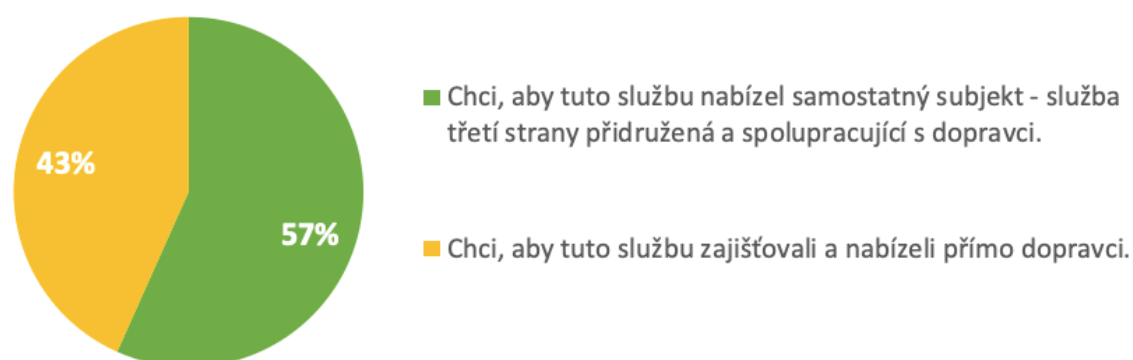 Chci, aby tuto službu nabízel samostatný subjekt - služba
třetí strany přidružená a spolupracující s dopravci.
43%
57%
Chci, aby tuto službu zajišťovali a nabízeli přímo dopravci.